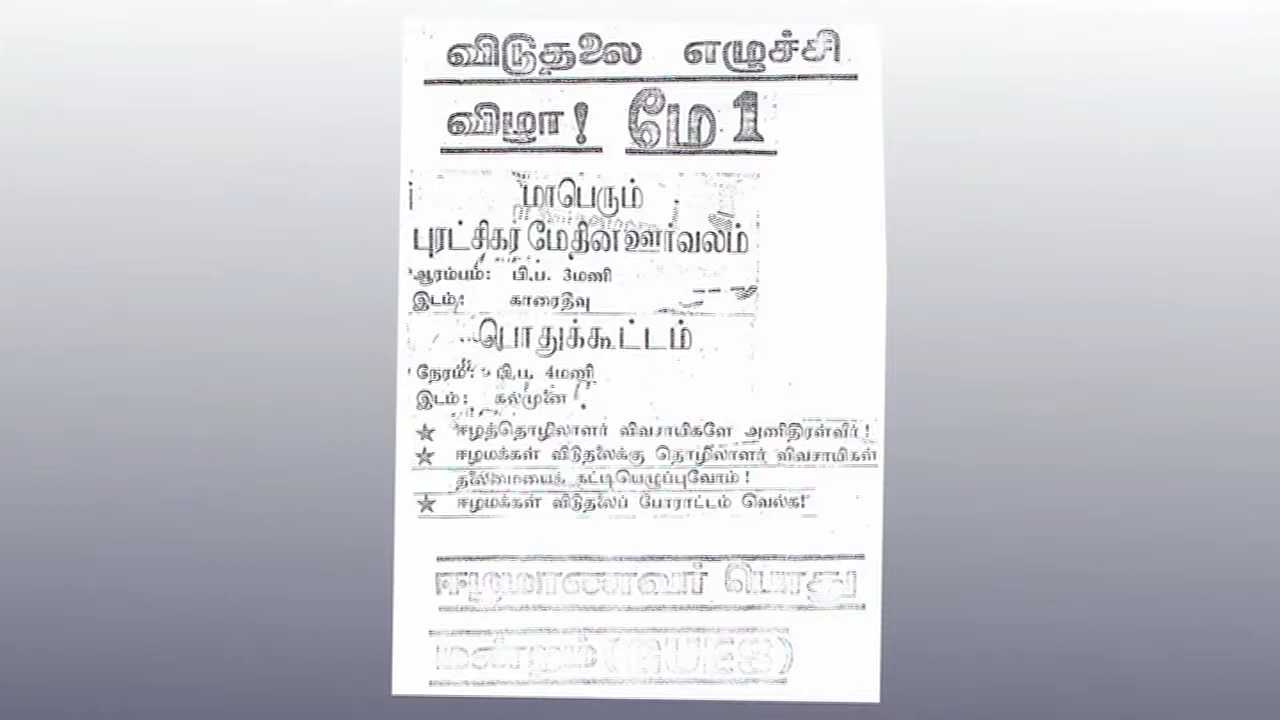 விடுதலை எழுச்சி
விழா! மே 1
மாபெரும்
புரட்சிகர மேதின ஊர்வலம்
ஆரம்பம்: பி.ப. 3மணி
இடம்: காரைதீவு
பொதுக்கூட்டம்
நேரம்: பி.ப. 4மணி
இடம்: கல்முனை
★ ஈழத்தொழிலாளர் விவசாயிகளே அணிதிரள்வீர்!
★ ஈழமக்கள் விடுதலைக்கு தொழிலாளர் விவசாயிகள்
தலைமையைக் கட்டியெழுப்புவோம்!
★ ஈழமக்கள் விடுதலைப் போராட்டம் வெல்க!
ஈழமாணவர் பொது
மன்றம் (GUES)